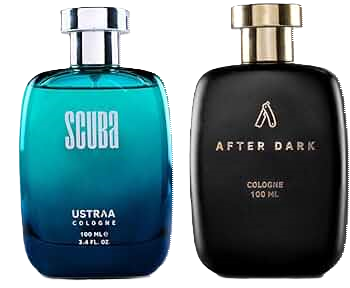 SCUBA
USTRAA
COLOGNE
100 ML℮
3.4 FL. OZ
AFTER DARK
COLOGNE
100 ML